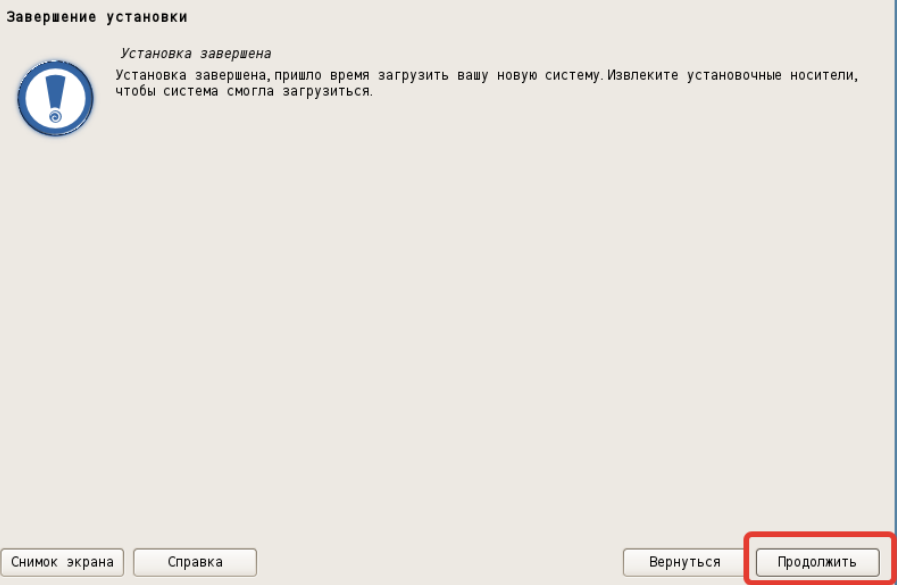 Завершение установки
Установка завершена
Установка завершена, пришло время загрузить вашу новую систему. Извлеките установочные носители,
чтобы система смогла загрузиться.
Снимок экрана Справка Вернуться Продолжить